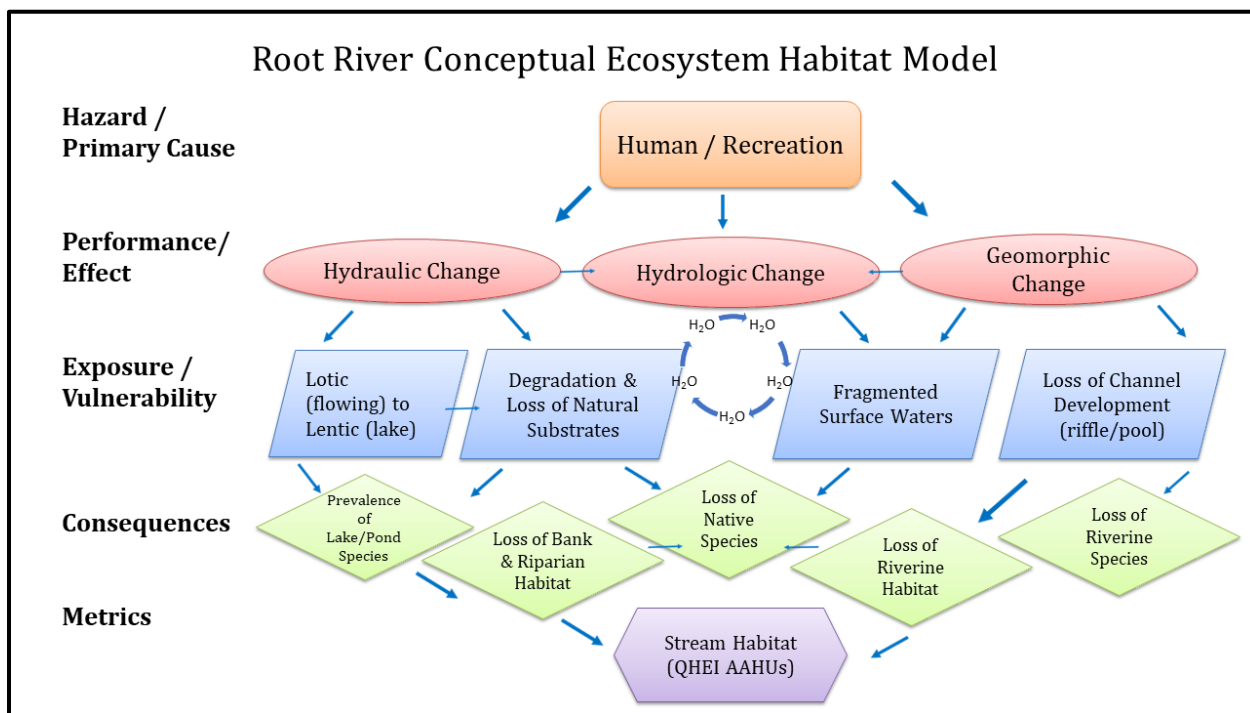 Root River Conceptual Ecosystem Habitat Model
Hazard /
Primary Cause
Human / Recreation
Performance/
Effect
Hydraulic Change
Hydrologic Change
Geomorphic
Change
H₂O
H₂O
H₂O
H₂O
H₂O
Exposure /
Vulnerability
Lotic
(flowing) to
Lentic (lake)
Degradation &
Loss of Natural
Substrates
Fragmented
Surface Waters
Loss of Channel
Development
(riffle/pool)
Consequences
Prevalence
of
Lake/Pond
Species
Loss of Bank
& Riparian
Habitat
Loss of
Native
Species
Loss of
Riverine
Habitat
Loss of
Riverine
Species
Metrics
Stream Habitat
(QHEI AAHUs)